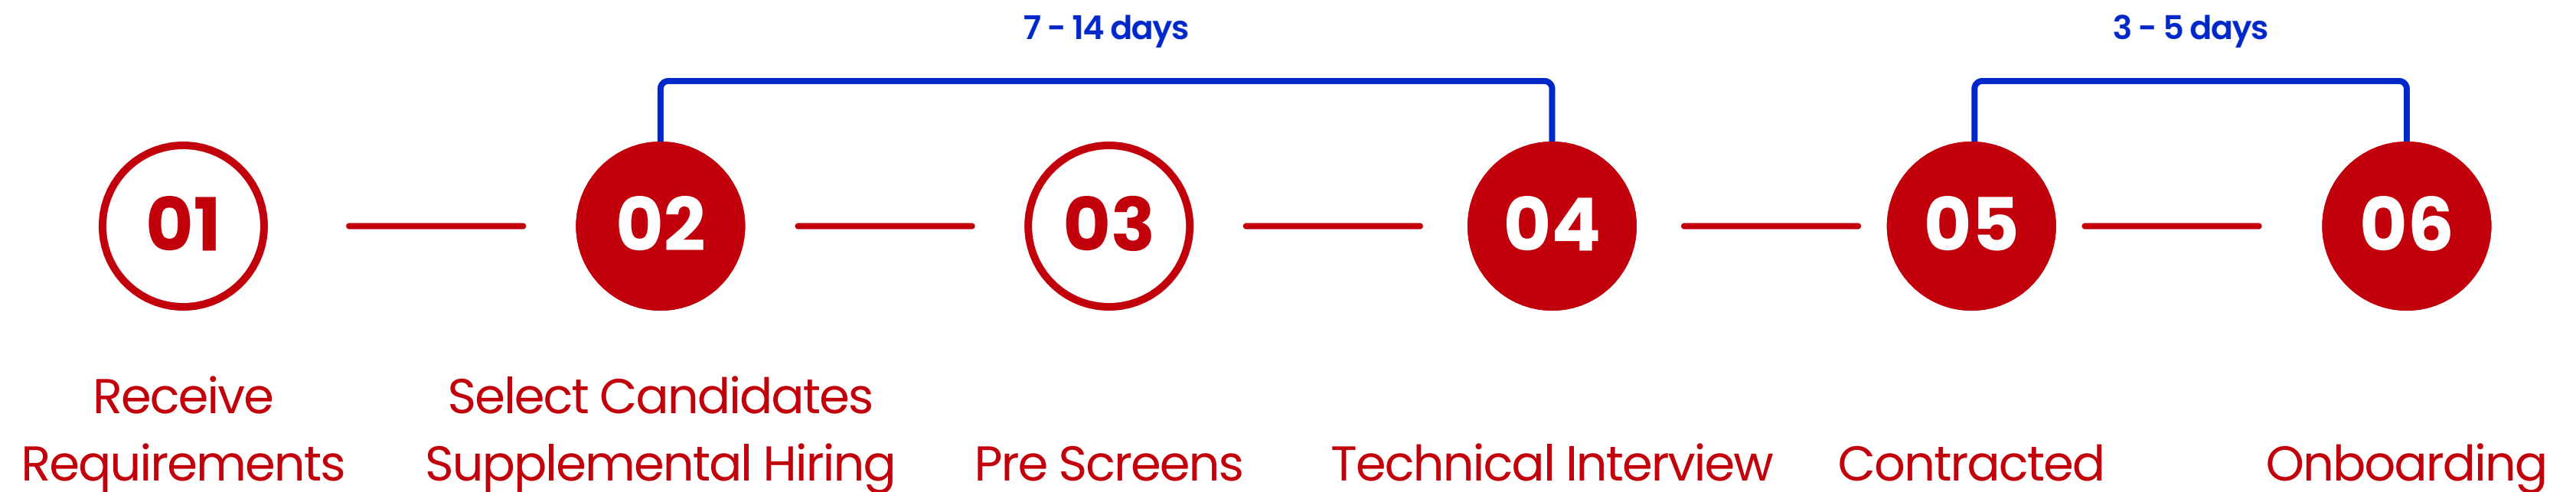 7 - 14 days
3 - 5 days
01
02
03
04
05
06
Receive
Requirements
Select Candidates
Supplemental Hiring
Pre Screens
Technical Interview
Contracted
Onboarding